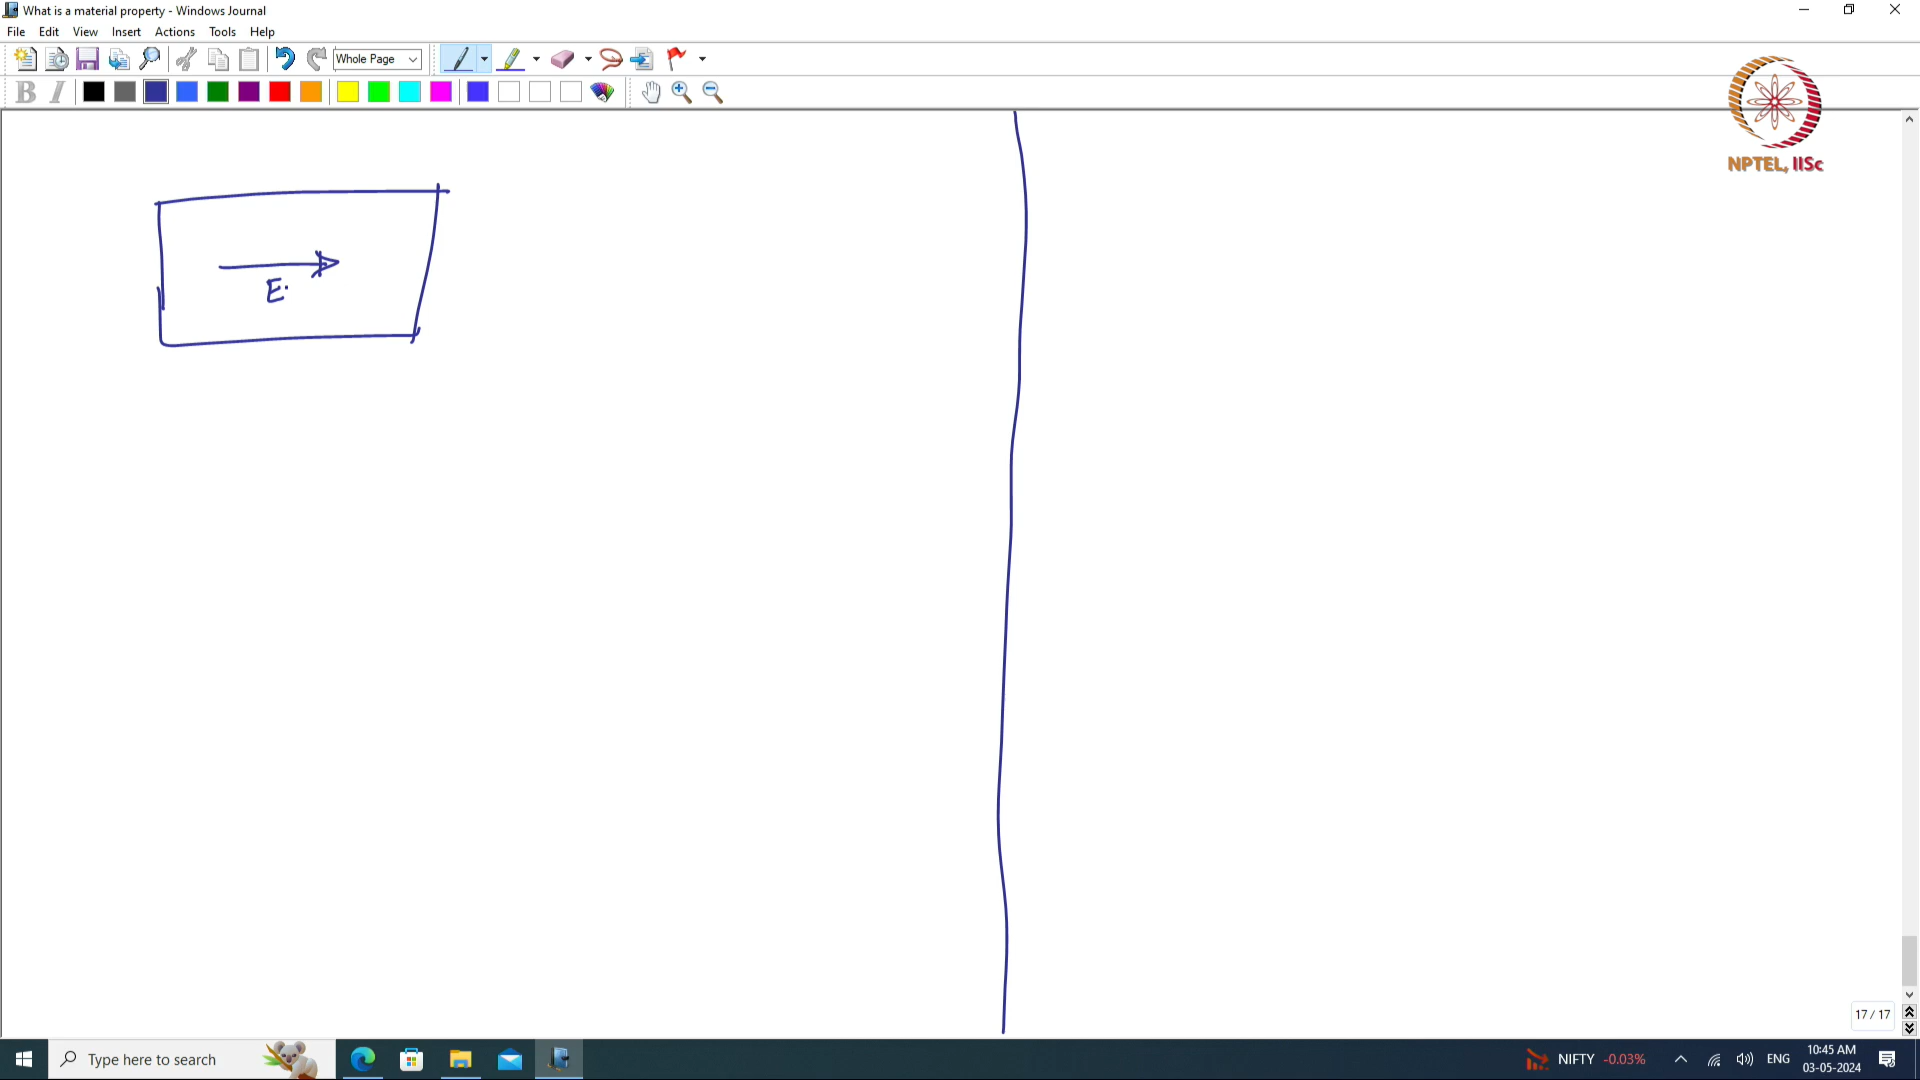 What is a material property - Windows Journal
File Edit View Insert Actions Tools Help
Whole Page
B I
NPTEL, IISc
E.
17 / 17
Type here to search
NIFTY -0.03%
ENG
10:45 AM
03-05-2024